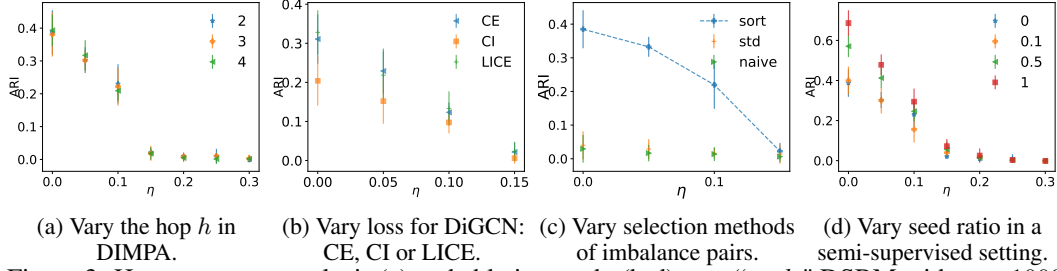 0.4
0.3
0.2
0.1
0.0
ARI
0.0
0.1
0.2
0.3
η
2
3
4
0.3
0.2
0.1
0.0
ARI
0.00
0.05
0.10
0.15
η
CE
CI
LICE
0.4
0.3
0.2
0.1
0.0
ARI
0.0
0.1
η
sort
std
naive
0.6
0.4
0.2
0.0
ARI
0.0
0.1
0.2
0.3
η
0
0.1
0.5
1
(a) Vary the hop h in
DIMPA.
(b) Vary loss for DiGCN:
CE, CI or LICE.
(c) Vary selection methods
of imbalance pairs.
(d) Vary seed ratio in a
semi-supervised setting.